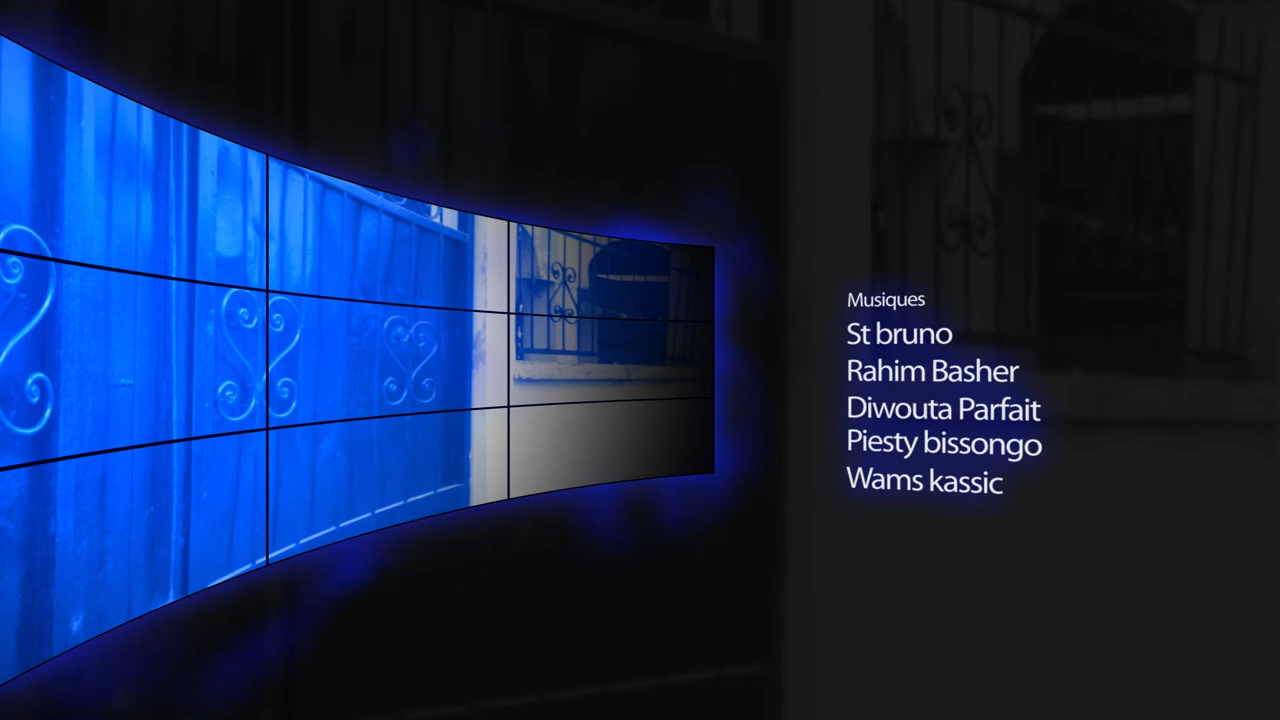 Musiques
St bruno
Rahim Basher
Diwouta Parfait
Piesty bissongo
Wams kassic